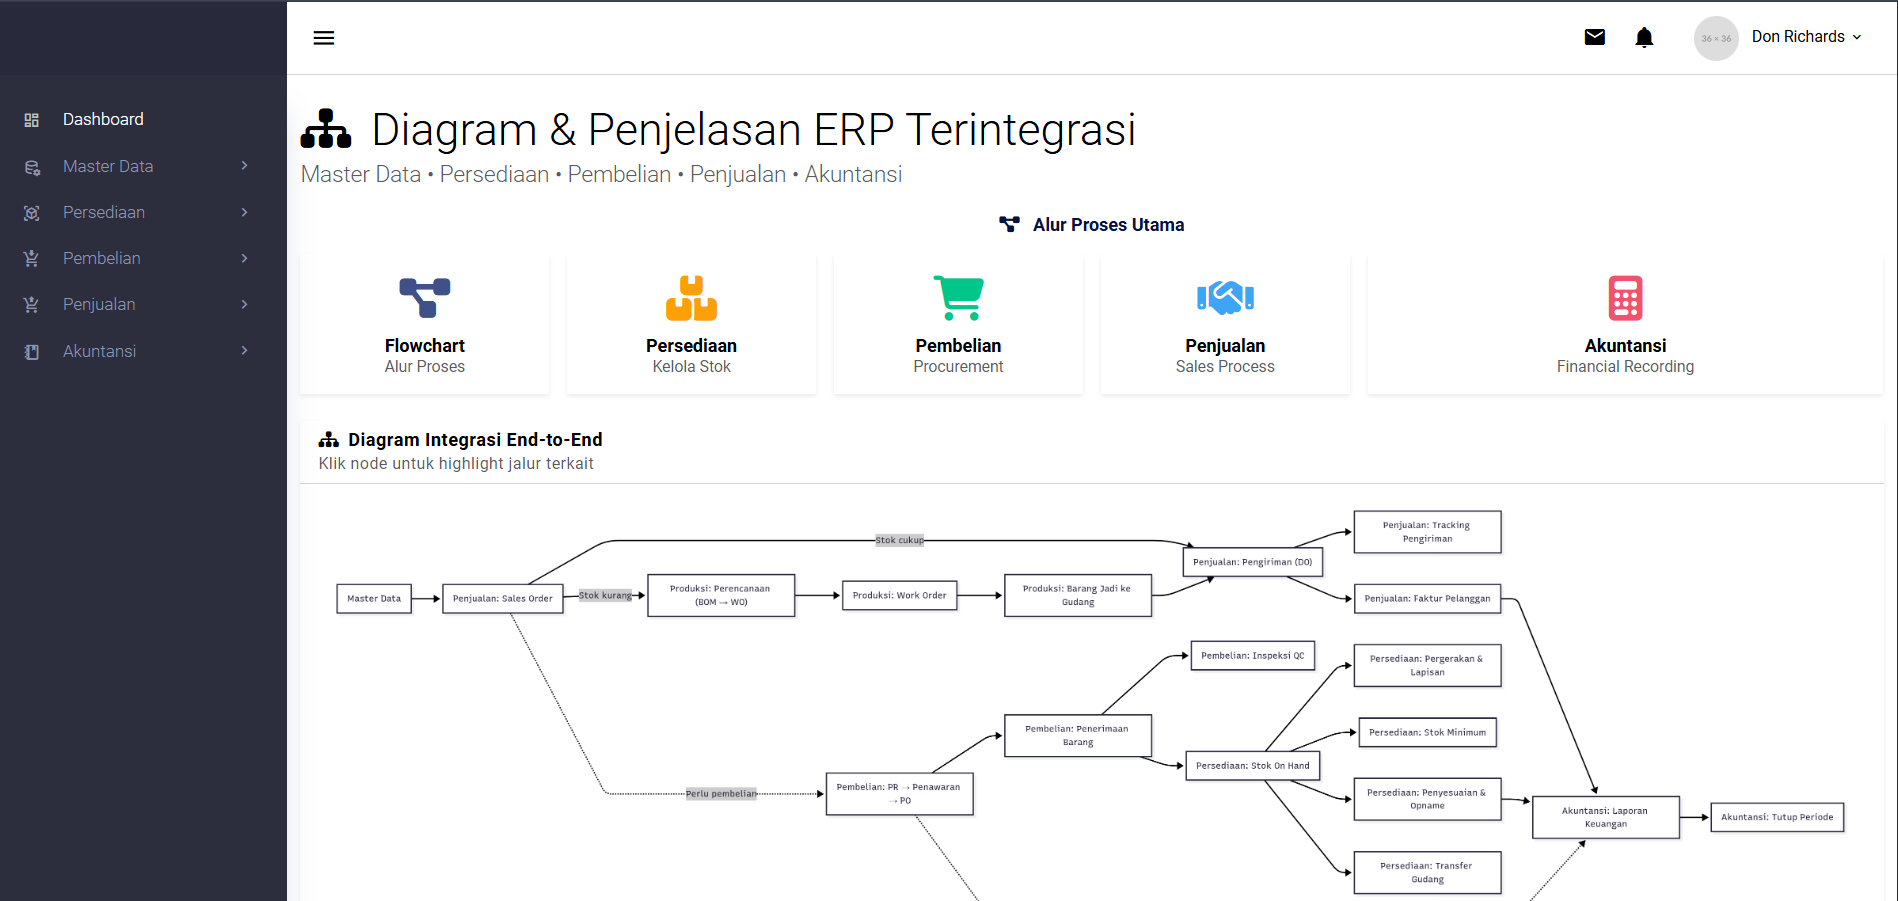 36 × 36
Don Richards
Dashboard
Master Data
Persediaan
Pembelian
Penjualan
Akuntansi
Diagram & Penjelasan ERP Terintegrasi
Master Data • Persediaan • Pembelian • Penjualan • Akuntansi
Alur Proses Utama
Flowchart
Alur Proses
Persediaan
Kelola Stok
Pembelian
Procurement
Penjualan
Sales Process
Akuntansi
Financial Recording
Diagram Integrasi End-to-End
Klik node untuk highlight jalur terkait
Master Data
Penjualan: Sales Order
Stok cukup
Stok kurang
Perlu pembelian
Produksi: Perencanaan
(BOM → WO)
Produksi: Work Order
Produksi: Barang Jadi ke
Gudang
Penjualan: Pengiriman (DO)
Penjualan: Tracking
Pengiriman
Penjualan: Faktur Pelanggan
Pembelian: PR → Penawaran
→ PO
Pembelian: Penerimaan
Barang
Pembelian: Inspeksi QC
Persediaan: Stok On Hand
Persediaan: Pergerakan &
Lapisan
Persediaan: Stok Minimum
Persediaan: Penyesuaian &
Opname
Persediaan: Transfer
Gudang
Akuntansi: Laporan
Keuangan
Akuntansi: Tutup Periode